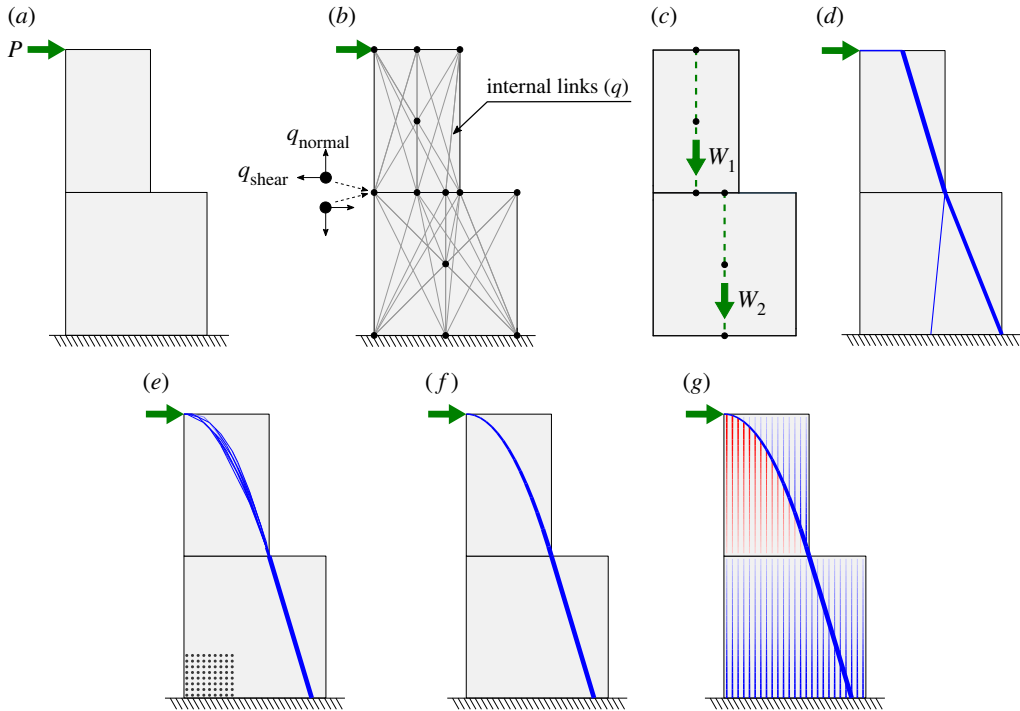 (a)
(b)
(c)
(d)
P
internal links (q)
q_normal
q_shear
W_1
W_2
(e)
(f)
(g)